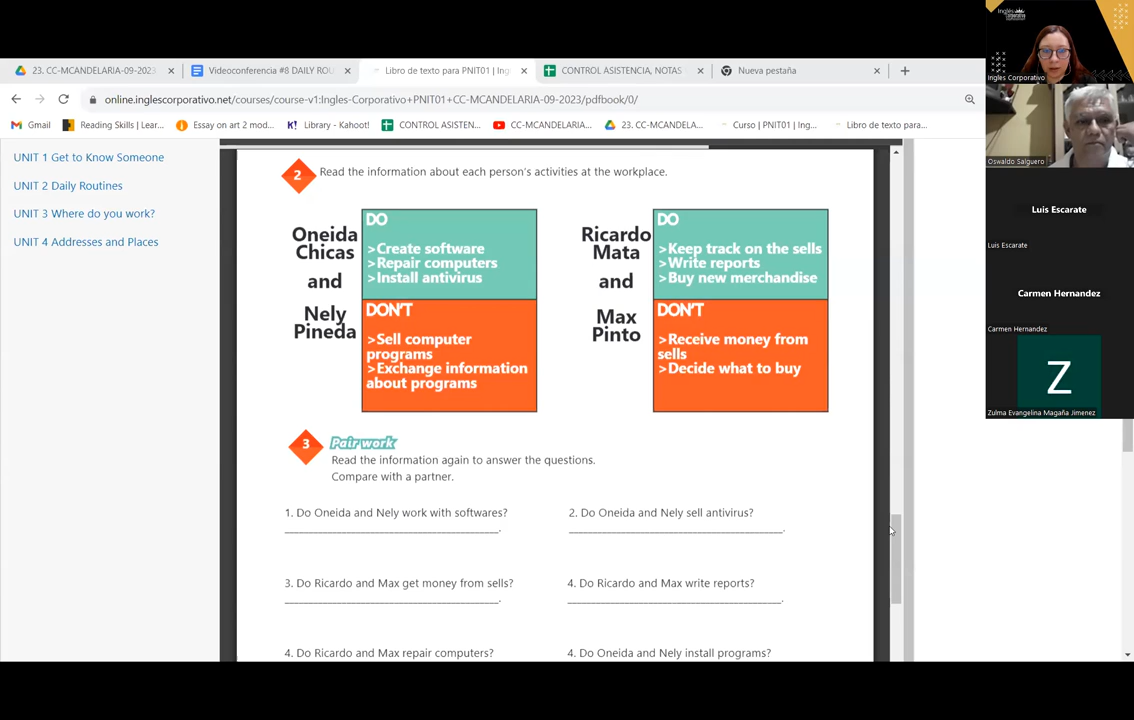 23. CC-MCANDELARIA-09-2023
Videoconferencia #8 DAILY ROU
Libro de texto para PNIT01 | Ing
CONTROL ASISTENCIA, NOTAS
Nueva pestaña
online.inglescorporativo.net/courses/course-v1:Ingles-Corporativo+PNIT01+CC-MCANDELARIA-09-2023/pdfbook/0/
Gmail
Reading Skills | Lear...
Essay on art 2 mod...
Library - Kahoot!
CONTROL ASISTEN...
CC-MCANDELARIA...
23. CC-MCANDELA...
Curso | PNIT01 | Ing...
Libro de texto para...
UNIT 1 Get to Know Someone
UNIT 2 Daily Routines
UNIT 3 Where do you work?
UNIT 4 Addresses and Places
2
Read the information about each person's activities at the workplace.
Oneida
Chicas
and
Nely
Pineda
DO
>Create software
>Repair computers
>Install antivirus
DON'T
>Sell computer
programs
>Exchange information
about programs
Ricardo
Mata
and
Max
Pinto
DO
>Keep track on the sells
>Write reports
>Buy new merchandise
DON'T
>Receive money from
sells
>Decide what to buy
3
Pair work
Read the information again to answer the questions.
Compare with a partner.
1. Do Oneida and Nely work with softwares?
2. Do Oneida and Nely sell antivirus?
3. Do Ricardo and Max get money from sells?
4. Do Ricardo and Max write reports?
4. Do Ricardo and Max repair computers?
4. Do Oneida and Nely install programs?
Inglés
Corporativo
Ingles Corporativo
Oswaldo Salguero
Luis Escarate
Luis Escarate
Carmen Hernandez
Carmen Hernandez
Z
Zulma Evangelina Magaña Jimenez